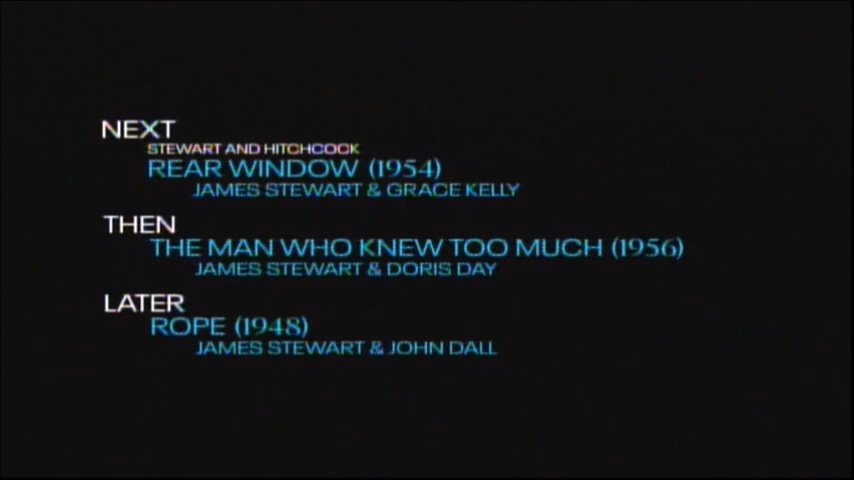 NEXT
STEWART AND HITCHCOCK
REAR WINDOW (1954)
JAMES STEWART & GRACE KELLY
THEN
THE MAN WHO KNEW TOO MUCH (1956)
JAMES STEWART & DORIS DAY
LATER
ROPE (1948)
JAMES STEWART & JOHN DALL